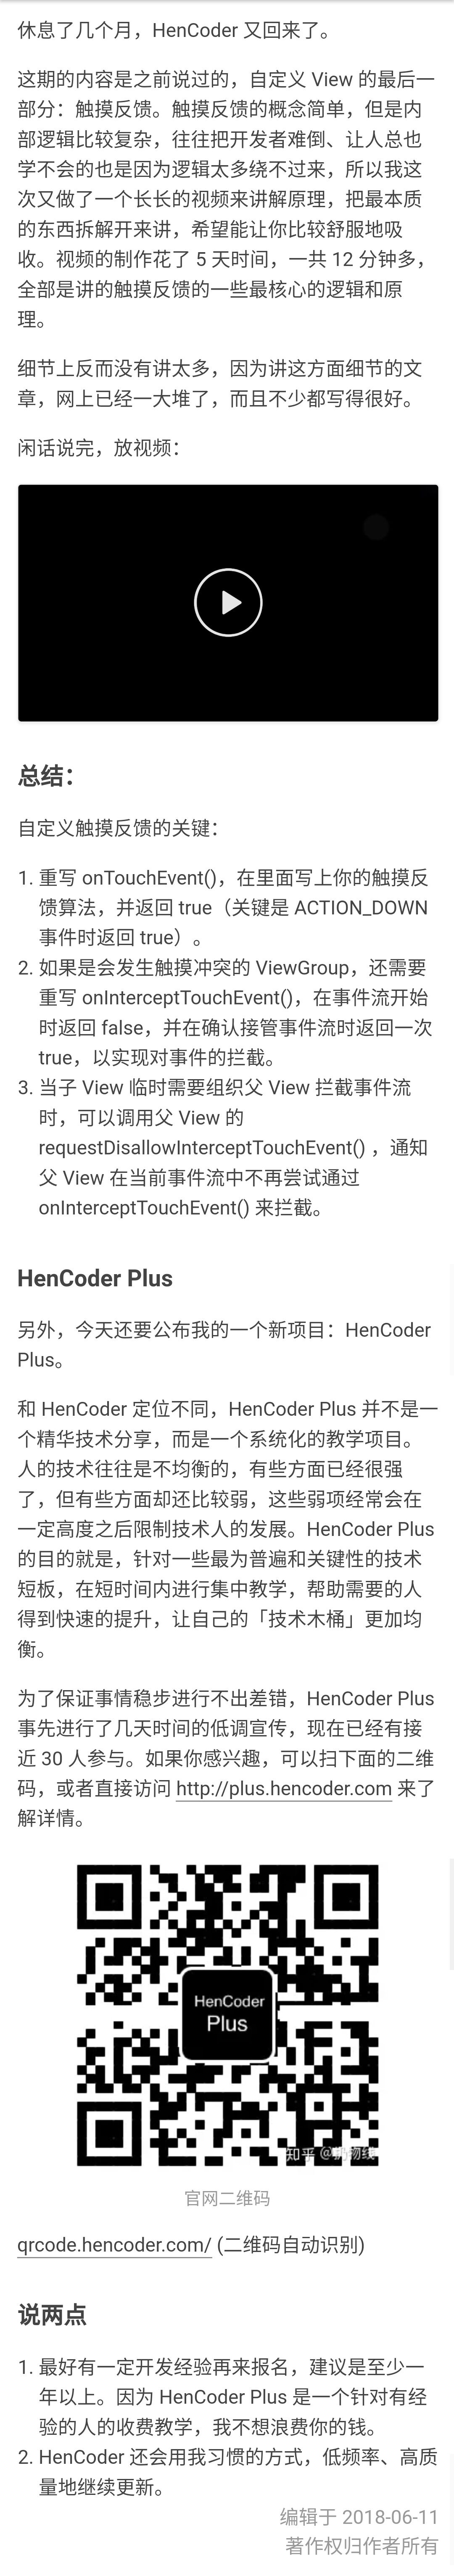 休息了几个月，HenCoder 又回来了。
这期的内容是之前说过的，自定义 View 的最后一
部分：触摸反馈。触摸反馈的概念简单，但是内
部逻辑比较复杂，往往把开发者难倒、让人总也
学不会的也是因为逻辑太多绕不过来，所以我这
次又做了一个长长的视频来讲解原理，把最本质
的东西拆解开来讲，希望能让你比较舒服地吸
收。视频的制作花了 5 天时间，一共 12 分钟多，
全部是讲的触摸反馈的一些最核心的逻辑和原
理。
细节上反而没有讲太多，因为讲这方面细节的文
章，网上已经一大堆了，而且不少都写得很好。
闲话说完，放视频：
总结：
自定义触摸反馈的关键：
1. 重写 onTouchEvent()，在里面写上你的触摸反
馈算法，并返回 true（关键是 ACTION_DOWN
事件时返回 true）。
2. 如果是会发生触摸冲突的 ViewGroup，还需要
重写 onInterceptTouchEvent()，在事件流开始
时返回 false，并在确认接管事件流时返回一次
true，以实现对事件的拦截。
3. 当子 View 临时需要组织父 View 拦截事件流
时，可以调用父 View 的
requestDisallowInterceptTouchEvent() ，通知
父 View 在当前事件流中不再尝试通过
onInterceptTouchEvent() 来拦截。
HenCoder Plus
另外，今天还要公布我的一个新项目：HenCoder
Plus。
和 HenCoder 定位不同，HenCoder Plus 并不是一
个精华技术分享，而是一个系统化的教学项目。
人的技术往往是不均衡的，有些方面已经很强
了，但有些方面却还比较弱，这些弱项经常会在
一定高度之后限制技术人的发展。HenCoder Plus
的目的就是，针对一些最为普遍和关键性的技术
短板，在短时间内进行集中教学，帮助需要的人
得到快速的提升，让自己的「技术木桶」更加均
衡。
为了保证事情稳步进行不出差错，HenCoder Plus
事先进行了几天时间的低调宣传，现在已经有接
近 30 人参与。如果你感兴趣，可以扫下面的二维
码，或者直接访问 http://plus.hencoder.com 来了
解详情。
HenCoder
Plus
知乎 @扔物线
官网二维码
qrcode.hencoder.com/ (二维码自动识别)
说两点
1. 最好有一定开发经验再来报名，建议是至少一
年以上。因为 HenCoder Plus 是一个针对有经
验的人的收费教学，我不想浪费你的钱。
2. HenCoder 还会用我习惯的方式，低频率、高质
量地继续更新。
编辑于 2018-06-11
著作权归作者所有